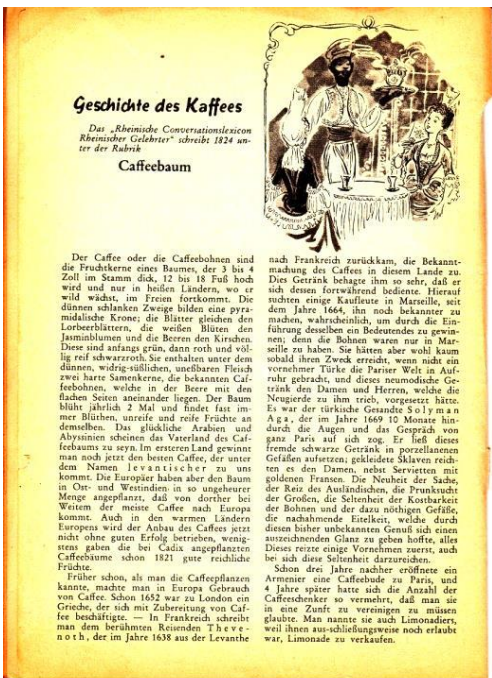 Geschichte des Kaffees
Das „Rheinische Conversationslexicon
Rheinischer Gelehrter" schreibt 1824 un-
ter der Rubrik
Caffeebaum
Der Caffee oder die Caffeebohnen sind
die Fruchtkerne eines Baumes, der 3 bis 4
Zoll im Stamm dick, 12 bis 18 Fuß hoch
wird und nur in heißen Ländern, wo er
wild wächst, im Freien fortkommt. Die
dünnen schlanken Zweige bilden eine pyra-
midalische Krone; die Blätter gleichen den
Lorbeerblättern, die weißen Blüten den
Jasminblumen und die Beeren den Kirschen.
Diese sind anfangs grün, dann roth und völ-
lig reif schwarzroth. Sie enthalten unter dem
dünnen, widrig-süßlichen, uneßbaren Fleisch
zwei harte Samenkerne, die bekannten Caf-
feebohnen, welche in der Beere mit den
flachen Seiten aneinander liegen. Der Baum
blüht jährlich 2 Mal und findet fast im-
mer Blüthen, unreife und reife Früchte an
demselben. Das glückliche Arabien und
Abyssinien scheinen das Vaterland des Caf-
feebaums zu seyn. Im ersteren Land gewinnt
man noch jetzt den besten Caffee, der unter
dem Namen levantischer zu uns
kommt. Die Europäer haben aber den Baum
in Ost- und Westindien in so ungeheurer
Menge angepflanzt, daß von dorther bei
Weitem der meiste Caffee nach Europa
kommt. Auch in den warmen Ländern
Europens wird der Anbau des Caffees jetzt
nicht ohne guten Erfolg betrieben, wenig-
stens gaben die bei Cadix angepflanzten
Caffeebäume schon 1821 gute reichliche
Früchte.
Früher schon, als man die Caffeepflanzen
kannte, machte man in Europa Gebrauch
von Caffee. Schon 1652 war zu London ein
Grieche, der sich mit Zubereitung von Caf-
fee beschäftigte. — In Frankreich schreibt
man dem berühmten Reisenden Theve-
noth, der im Jahre 1638 aus der Levanthe
nach Frankreich zurückkam, die Bekannt-
machung des Caffees in diesem Lande zu.
Dies Getränk behagte ihm so sehr, daß er
sich dessen fortwährend bediente. Hierauf
suchten einige Kaufleute in Marseille, seit
dem Jahre 1664, ihn noch bekannter zu
machen, wahrscheinlich, um durch die Ein-
führung desselben ein Bedeutendes zu gewin-
nen; denn die Bohnen waren nur in Mar-
seille zu haben. Sie hätten aber wohl kaum
sobald ihren Zweck erreicht, wenn nicht ein
vornehmer Türke die Pariser Welt in Auf-
ruhr gebracht, und dieses neumodische Ge-
tränk den Damen und Herren, welche die
Neugierde zu ihm trieb, vorgesetzt hätte.
Es war der türkische Gesandte Solyman
Aga, der im Jahre 1669 10 Monate hin-
durch die Augen und das Gespräch von
ganz Paris auf sich zog. Er ließ dieses
fremde schwarze Getränk in porzellanenen
Gefäßen aufsetzen; gekleidete Sklaven reich-
ten es den Damen, nebst Servietten mit
goldenen Fransen. Die Neuheit der Sache,
der Reiz des Ausländischen, die Prunksucht
der Großen, die Seltenheit der Kostbarkeit
der Bohnen und der dazu nöthigen Gefäße,
die nachahmende Eitelkeit, welche durch
diesen bisher unbekannten Genuß sich einen
auszeichnenden Glanz zu geben hoffte, alles
Dieses reizte einige Vornehmen zuerst, auch
bei sich diese Seltenheit darzureichen.
Schon drei Jahre nachher eröffnete ein
Armenier eine Caffeebude zu Paris, und
4 Jahre später hatte sich die Anzahl der
Caffeeschenker so vermehrt, daß man sie
in eine Zunft zu vereinigen zu müssen
glaubte. Man nannte sie auch Limonadiers,
weil ihnen aus-schließungsweise noch erlaubt
war, Limonade zu verkaufen.